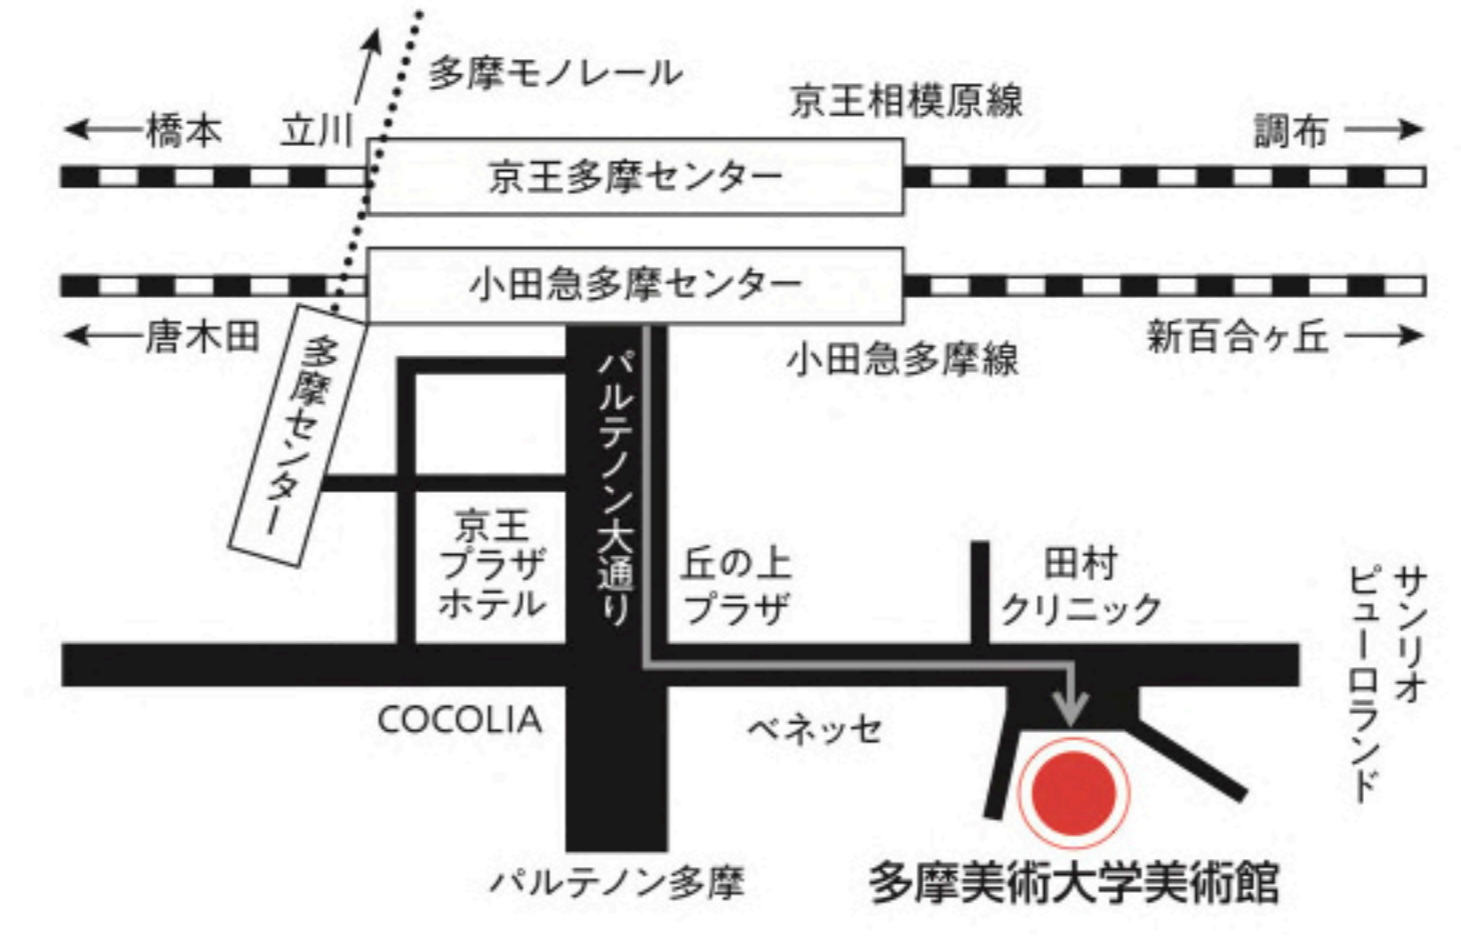 多摩モノレール
京王相模原線
橋本
立川
調布
京王多摩センター
小田急多摩センター
唐木田
小田急多摩線
新百合ヶ丘
多摩センター
パルテノン大通り
京王
プラザ
ホテル
丘の上
プラザ
田村
クリニック
サンリオ
ピューロランド
COCOLIA
ベネッセ
パルテノン多摩
多摩美術大学美術館